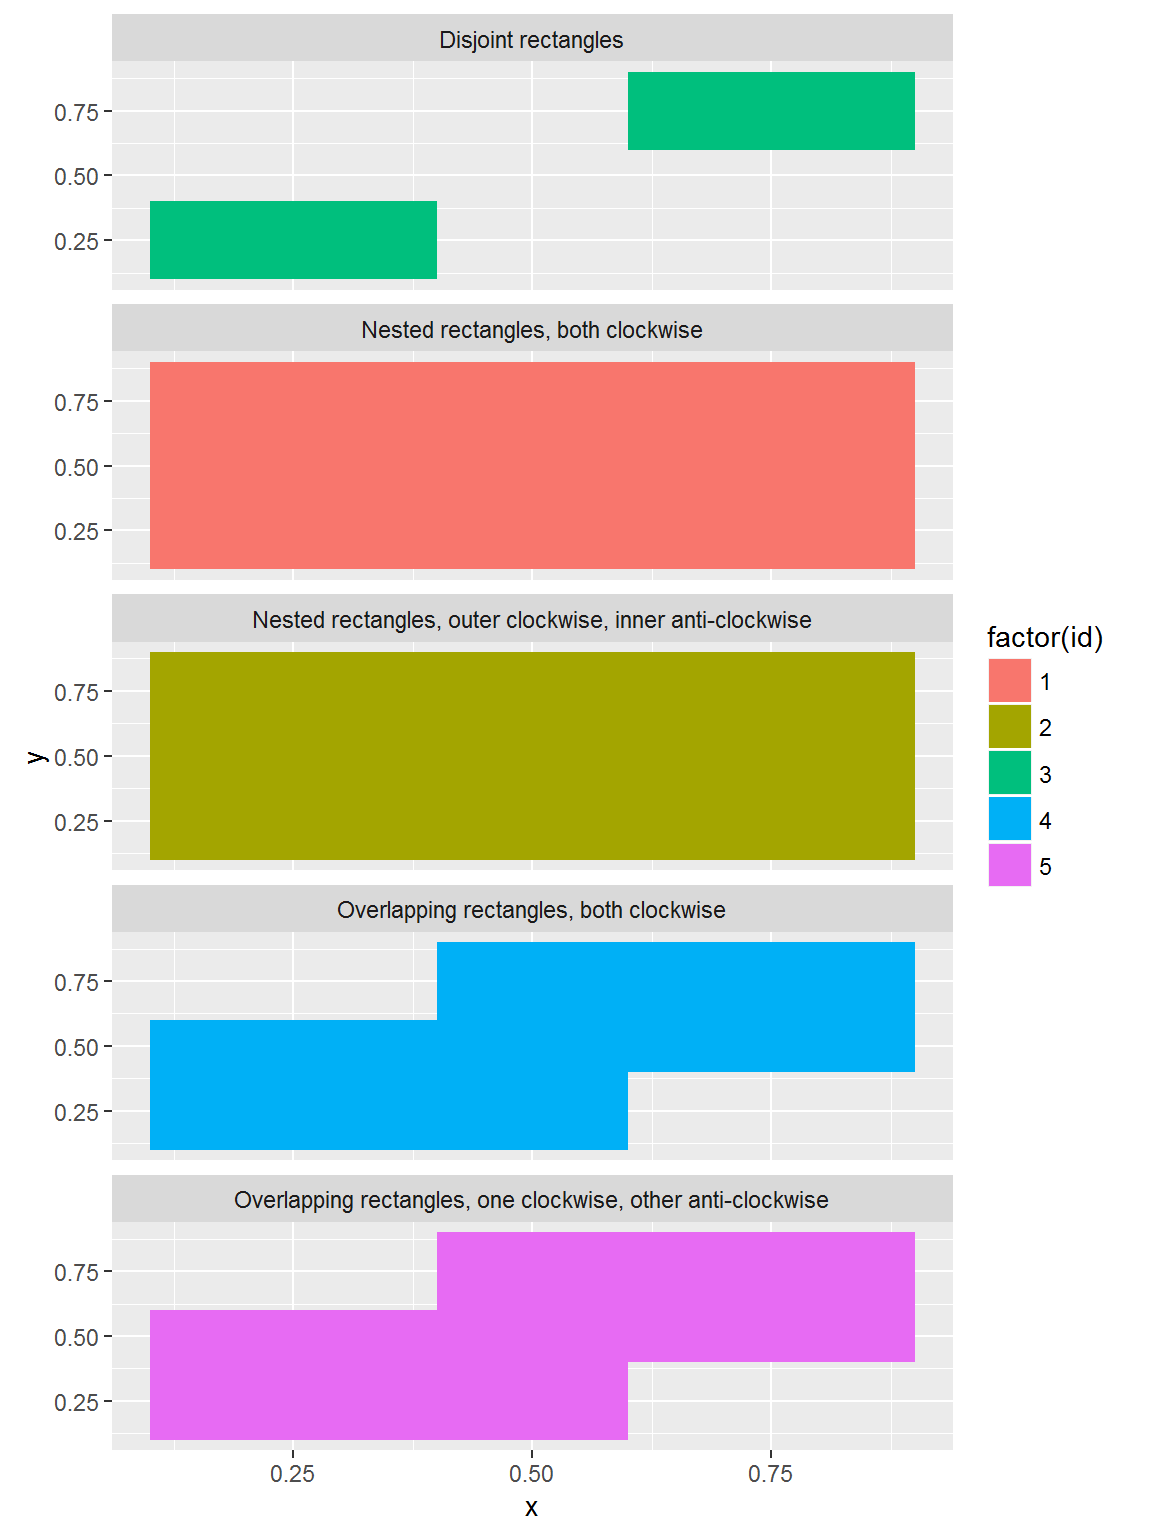 Disjoint rectangles
0.75
0.50
0.25
Nested rectangles, both clockwise
0.75
0.50
0.25
Nested rectangles, outer clockwise, inner anti-clockwise
0.75
0.50
0.25
Overlapping rectangles, both clockwise
0.75
0.50
0.25
Overlapping rectangles, one clockwise, other anti-clockwise
0.75
0.50
0.25
0.25 0.50 0.75
x
y
factor(id)
1
2
3
4
5